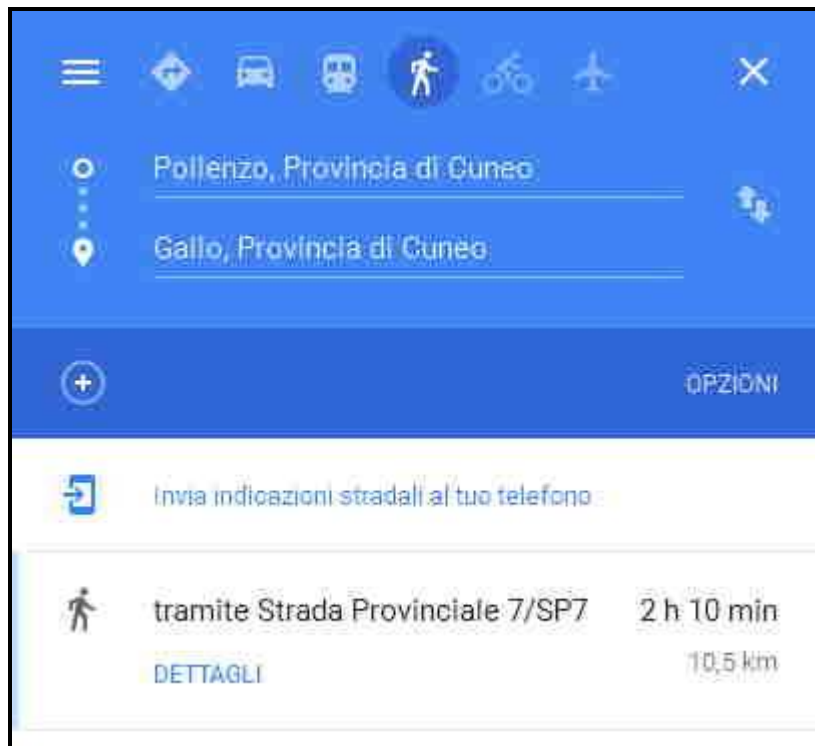 Pollenzo, Provincia di Cuneo
Gallo, Provincia di Cuneo
OPZIONI
Invia indicazioni stradali al tuo telefono
tramite Strada Provinciale 7/SP7 2 h 10 min
DETTAGLI 10,5 km